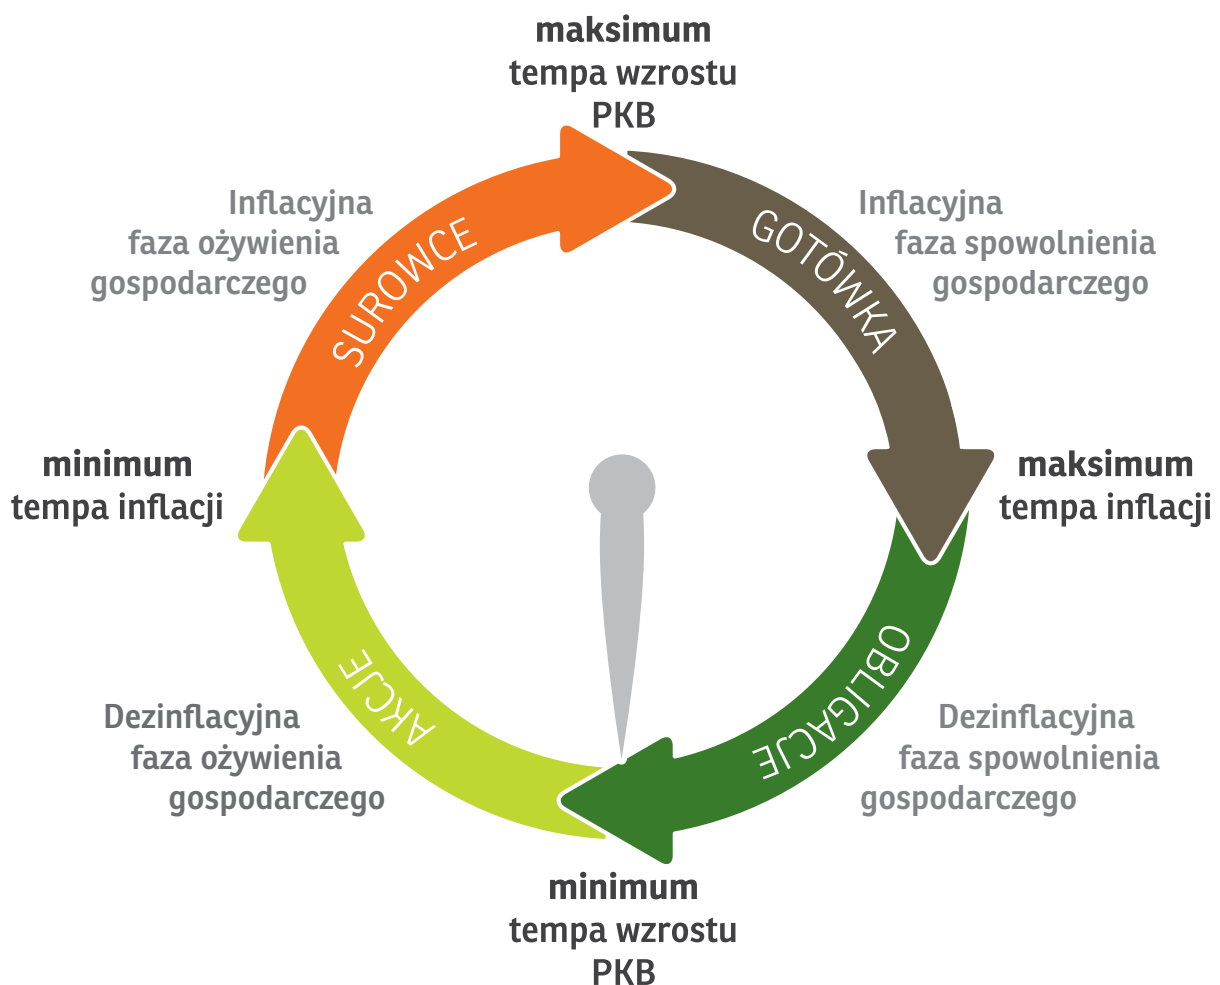 maksimum
tempa wzrostu
PKB
Inflacyjna
faza ożywienia
gospodarczego
Inflacyjna
faza spowolnienia
gospodarczego
SUROWCE
GOTÓWKA
minimum
tempa inflacji
maksimum
tempa inflacji
AKCJE
OBLIGACJE
Dezinflacyjna
faza ożywienia
gospodarczego
Dezinflacyjna
faza spowolnienia
gospodarczego
minimum
tempa wzrostu
PKB